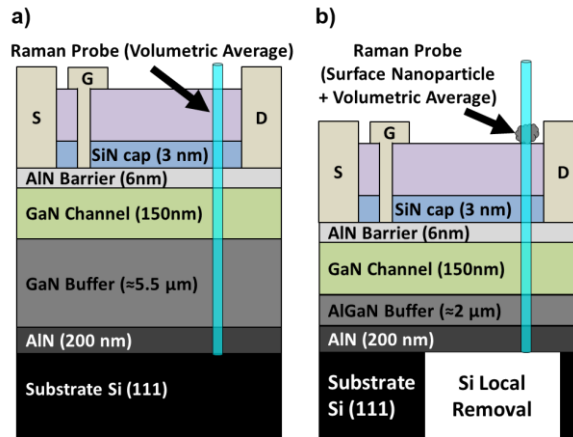 a)
Raman Probe (Volumetric Average)
G
S
D
SiN cap (3 nm)
AlN Barrier (6nm)
GaN Channel (150nm)
GaN Buffer (≈5.5 µm)
AlN (200 nm)
Substrate Si (111)
b)
Raman Probe
(Surface Nanoparticle
+ Volumetric Average)
G
S
D
SiN cap (3 nm)
AlN Barrier (6nm)
GaN Channel (150nm)
AlGaN Buffer (≈2 µm)
AlN (200 nm)
Substrate
Si (111)
Si Local
Removal